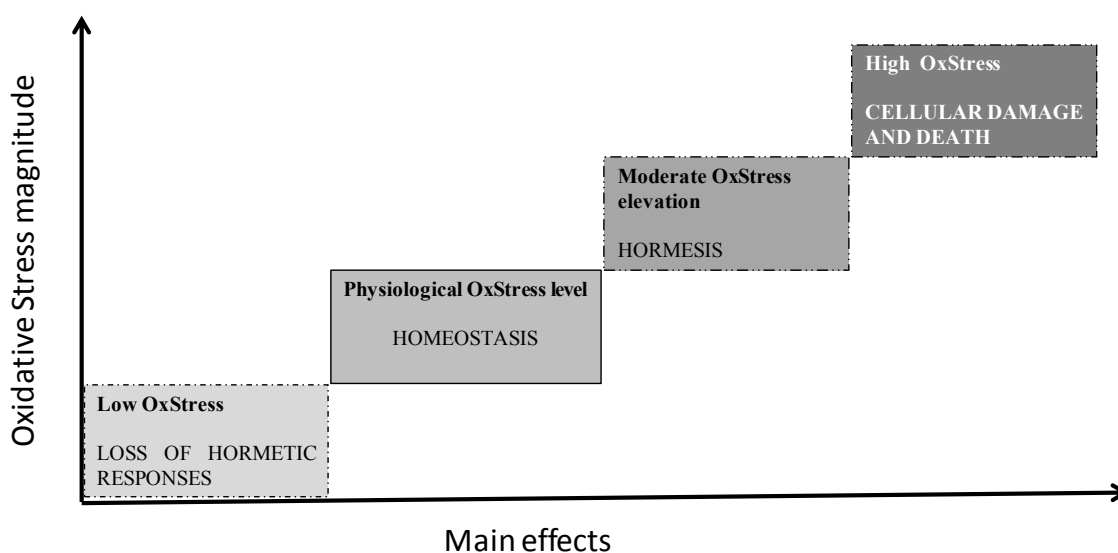 Oxidative Stress magnitude
High OxStress
CELLULAR DAMAGE
AND DEATH
Moderate OxStress
elevation
HORMESIS
Physiological OxStress level
HOMEOSTASIS
Low OxStress
LOSS OF HORMETIC
RESPONSES
Main effects